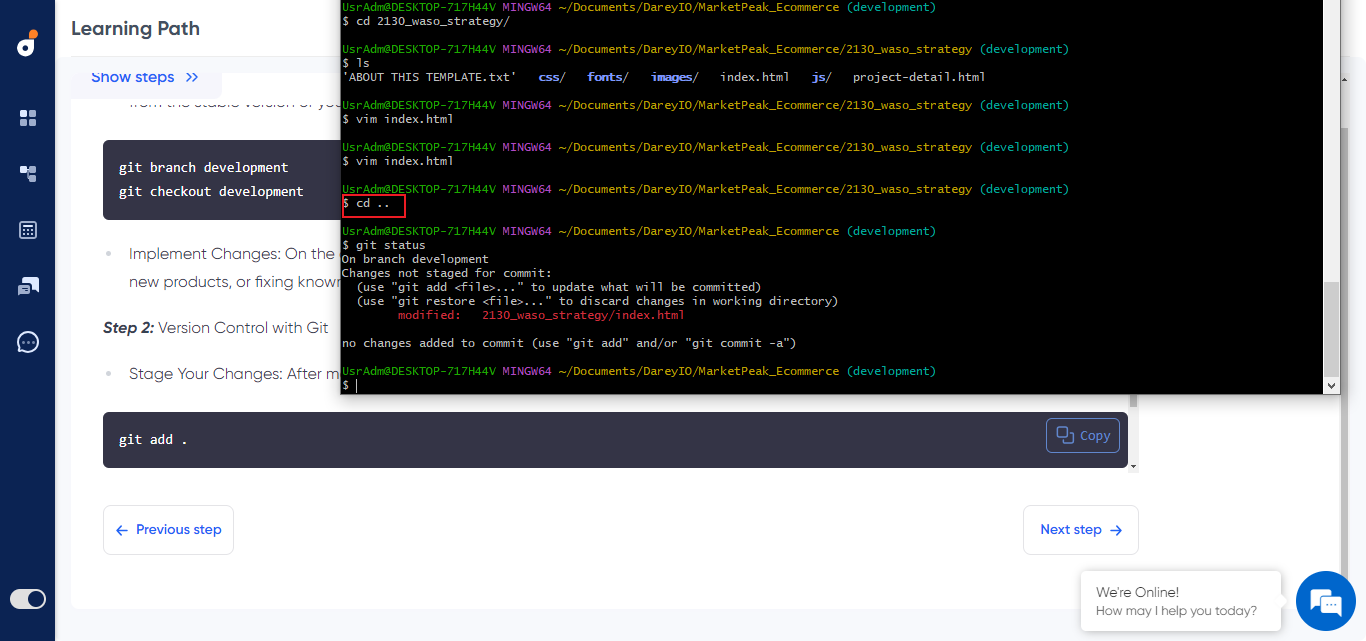 Learning Path
Show steps
from the stable version of you
git branch development
git checkout development
Implement Changes: On the
new products, or fixing know
Step 2: Version Control with Git
Stage Your Changes: After m
git add .
Copy
Previous step
Next step
We're Online!
How may I help you today?
UsrAdm@DESKTOP-717H44V MINGW64 ~/Documents/DareyIO/MarketPeak_Ecommerce (development)
$ cd 2130_waso_strategy/
UsrAdm@DESKTOP-717H44V MINGW64 ~/Documents/DareyIO/MarketPeak_Ecommerce/2130_waso_strategy (development)
$ ls
'ABOUT THIS TEMPLATE.txt' css/ fonts/ images/ index.html js/ project-detail.html
UsrAdm@DESKTOP-717H44V MINGW64 ~/Documents/DareyIO/MarketPeak_Ecommerce/2130_waso_strategy (development)
$ vim index.html
UsrAdm@DESKTOP-717H44V MINGW64 ~/Documents/DareyIO/MarketPeak_Ecommerce/2130_waso_strategy (development)
$ vim index.html
UsrAdm@DESKTOP-717H44V MINGW64 ~/Documents/DareyIO/MarketPeak_Ecommerce/2130_waso_strategy (development)
$ cd ..
UsrAdm@DESKTOP-717H44V MINGW64 ~/Documents/DareyIO/MarketPeak_Ecommerce (development)
$ git status
On branch development
Changes not staged for commit:
(use "git add <file>..." to update what will be committed)
(use "git restore <file>..." to discard changes in working directory)
modified: 2130_waso_strategy/index.html
no changes added to commit (use "git add" and/or "git commit -a")
UsrAdm@DESKTOP-717H44V MINGW64 ~/Documents/DareyIO/MarketPeak_Ecommerce (development)
$